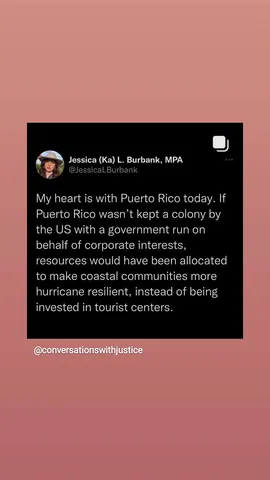 Jessica (Ka) L. Burbank, MPA
@JessicaLBurbank
My heart is with Puerto Rico today. If
Puerto Rico wasn't kept a colony by
the US with a government run on
behalf of corporate interests,
resources would have been allocated
to make coastal communities more
hurricane resilient, instead of being
invested in tourist centers.
@conversationswithjustice